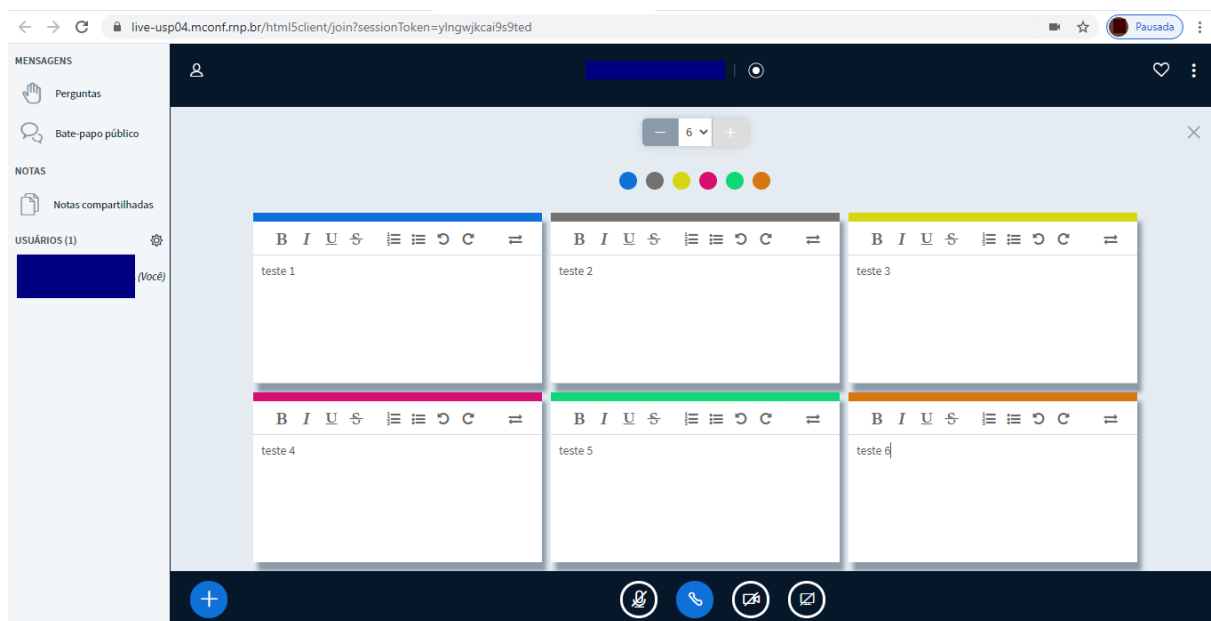 live-usp04.mconf.rnp.br/html5client/join?sessionToken=ylngwjkcai9s9ted
Pausada
MENSAGENS
Perguntas
Bate-papo público
NOTAS
Notas compartilhadas
USUÁRIOS (1)
(Você)
6
B I U S
B I U S
B I U S
teste 1
teste 2
teste 3
B I U S
B I U S
B I U S
teste 4
teste 5
teste 6